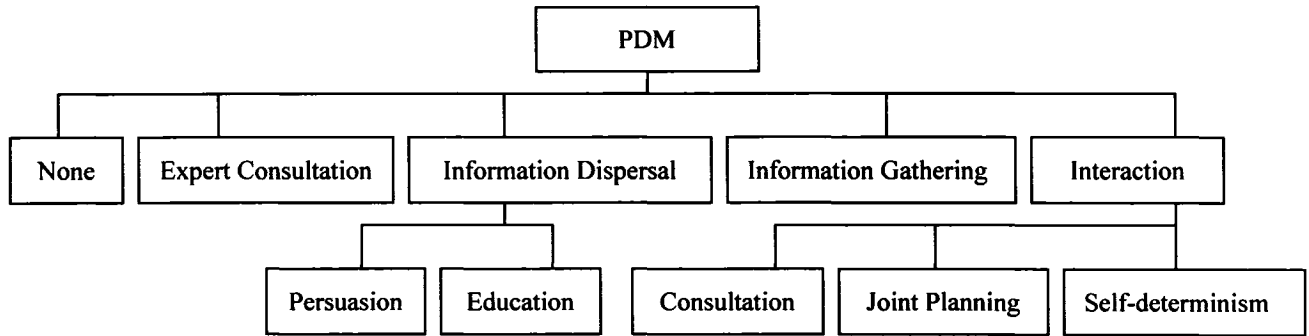 PDM
None
Expert Consultation
Information Dispersal
Information Gathering
Interaction
Persuasion
Education
Consultation
Joint Planning
Self-determinism